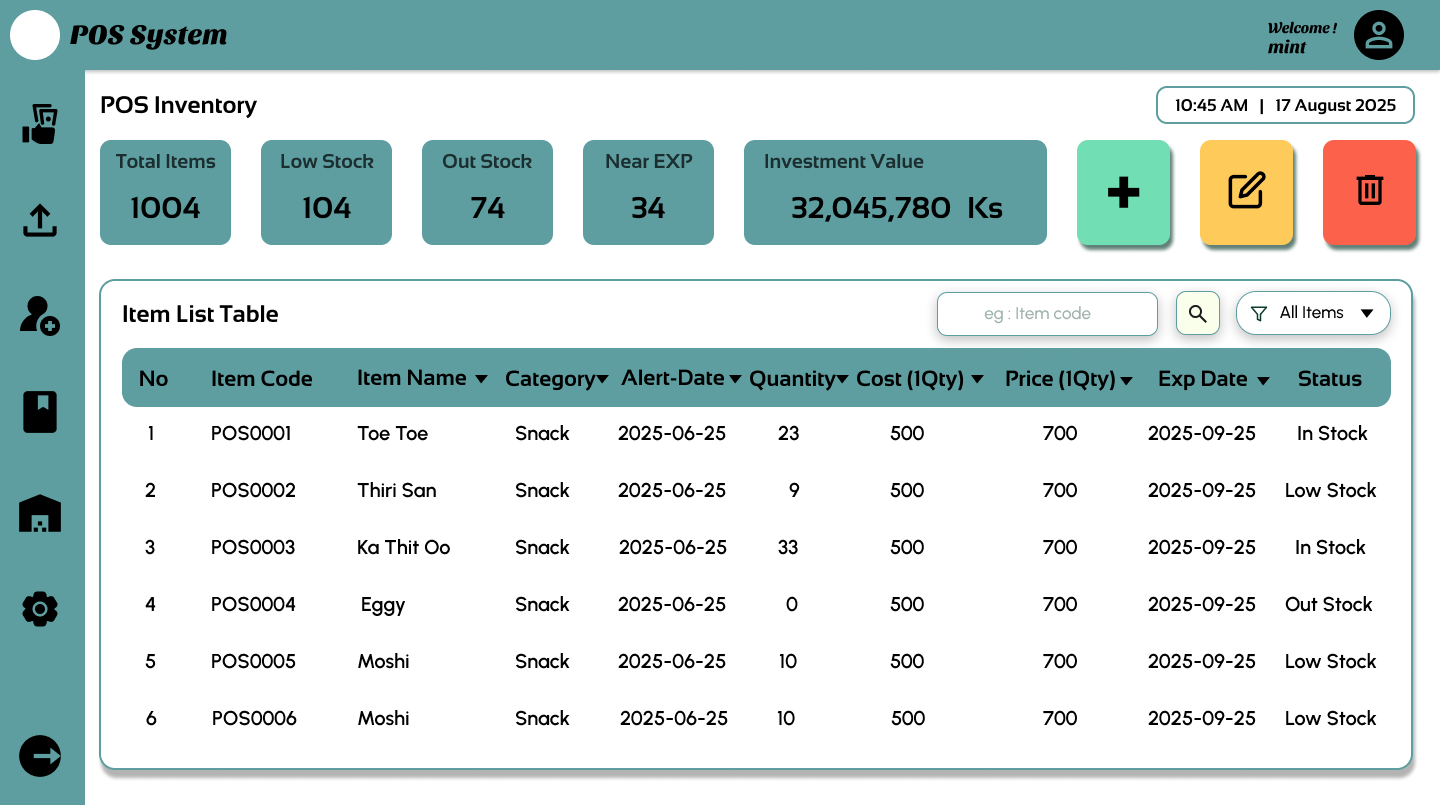 POS System
Welcome !
mint
POS Inventory
10:45 AM | 17 August 2025
Total Items
1004
Low Stock
104
Out Stock
74
Near EXP
34
Investment Value
32,045,780 Ks
Item List Table
eg : Item code
All Items
No Item Code Item Name Category Alert-Date Quantity Cost (1Qty) Price (1Qty) Exp Date Status
1 POS0001 Toe Toe Snack 2025-06-25 23 500 700 2025-09-25 In Stock
2 POS0002 Thiri San Snack 2025-06-25 9 500 700 2025-09-25 Low Stock
3 POS0003 Ka Thit Oo Snack 2025-06-25 33 500 700 2025-09-25 In Stock
4 POS0004 Eggy Snack 2025-06-25 0 500 700 2025-09-25 Out Stock
5 POS0005 Moshi Snack 2025-06-25 10 500 700 2025-09-25 Low Stock
6 POS0006 Moshi Snack 2025-06-25 10 500 700 2025-09-25 Low Stock